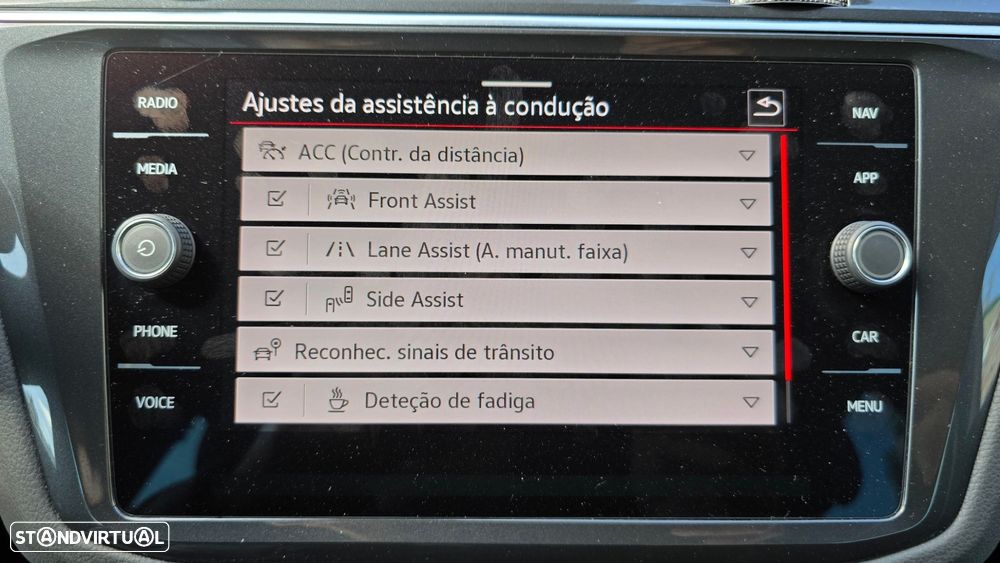 RADIO
MEDIA
PHONE
VOICE
Ajustes da assistência à condução
ACC (Contr. da distância)
Front Assist
Lane Assist (A. manut. faixa)
Side Assist
Reconhec. sinais de trânsito
Deteção de fadiga
NAV
APP
CAR
MENU
STANDVIRTUAL